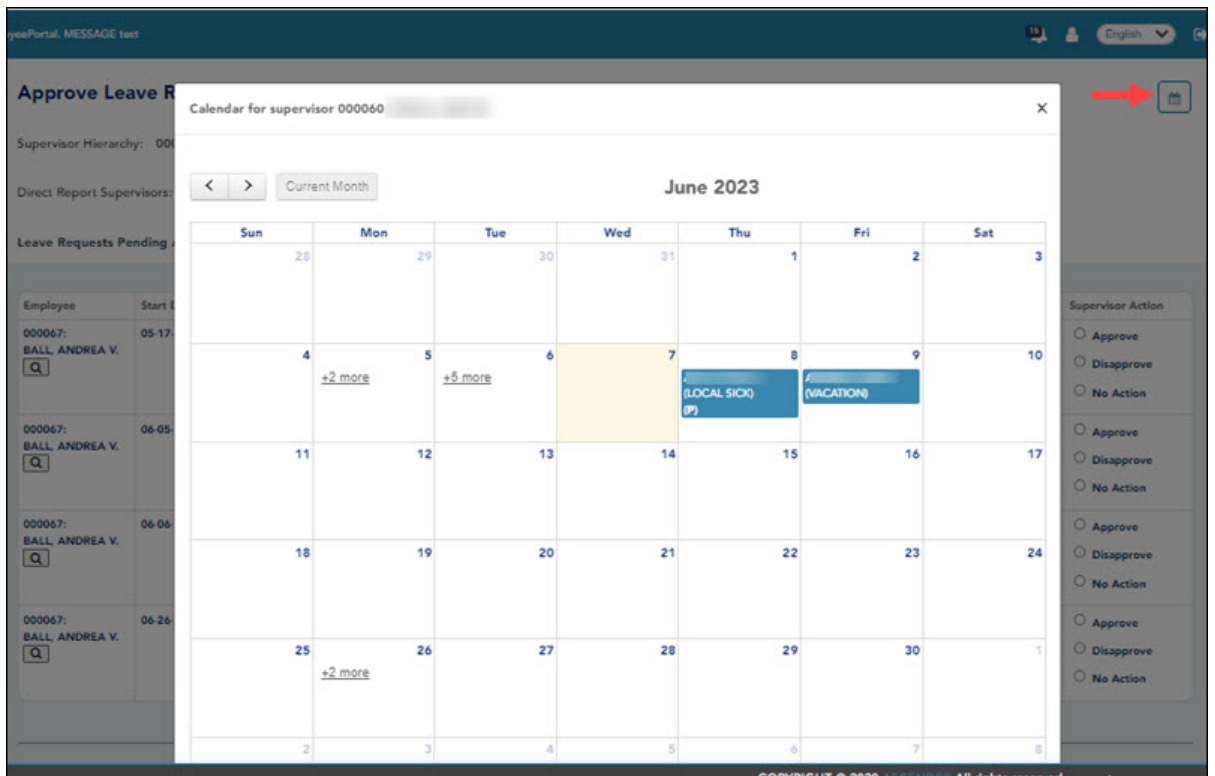 MESSAGE test
15
English
Approve Leave R
Calendar for supervisor 000060
×
Supervisor Hierarchy:
Direct Report Supervisors:
Leave Requests Pending
< > Current Month
June 2023
Sun Mon Tue Wed Thu Fri Sat
28 29 30 31 1 2 3
Employee Start Supervisor Action
000067: 05-17-
BALL, ANDREA V.
Approve
Disapprove
No Action
4 5 6 7 8 9 10
+2 more +5 more
(LOCAL SICK) (VACATION)
(P)
000067: 06-05-
BALL, ANDREA V.
Approve
Disapprove
No Action
11 12 13 14 15 16 17
000067: 06-06-
BALL, ANDREA V.
Approve
Disapprove
No Action
18 19 20 21 22 23 24
000067: 06-26-
BALL, ANDREA V.
Approve
Disapprove
No Action
25 26 27 28 29 30 1
+2 more
2 3 4 5 6 7 8